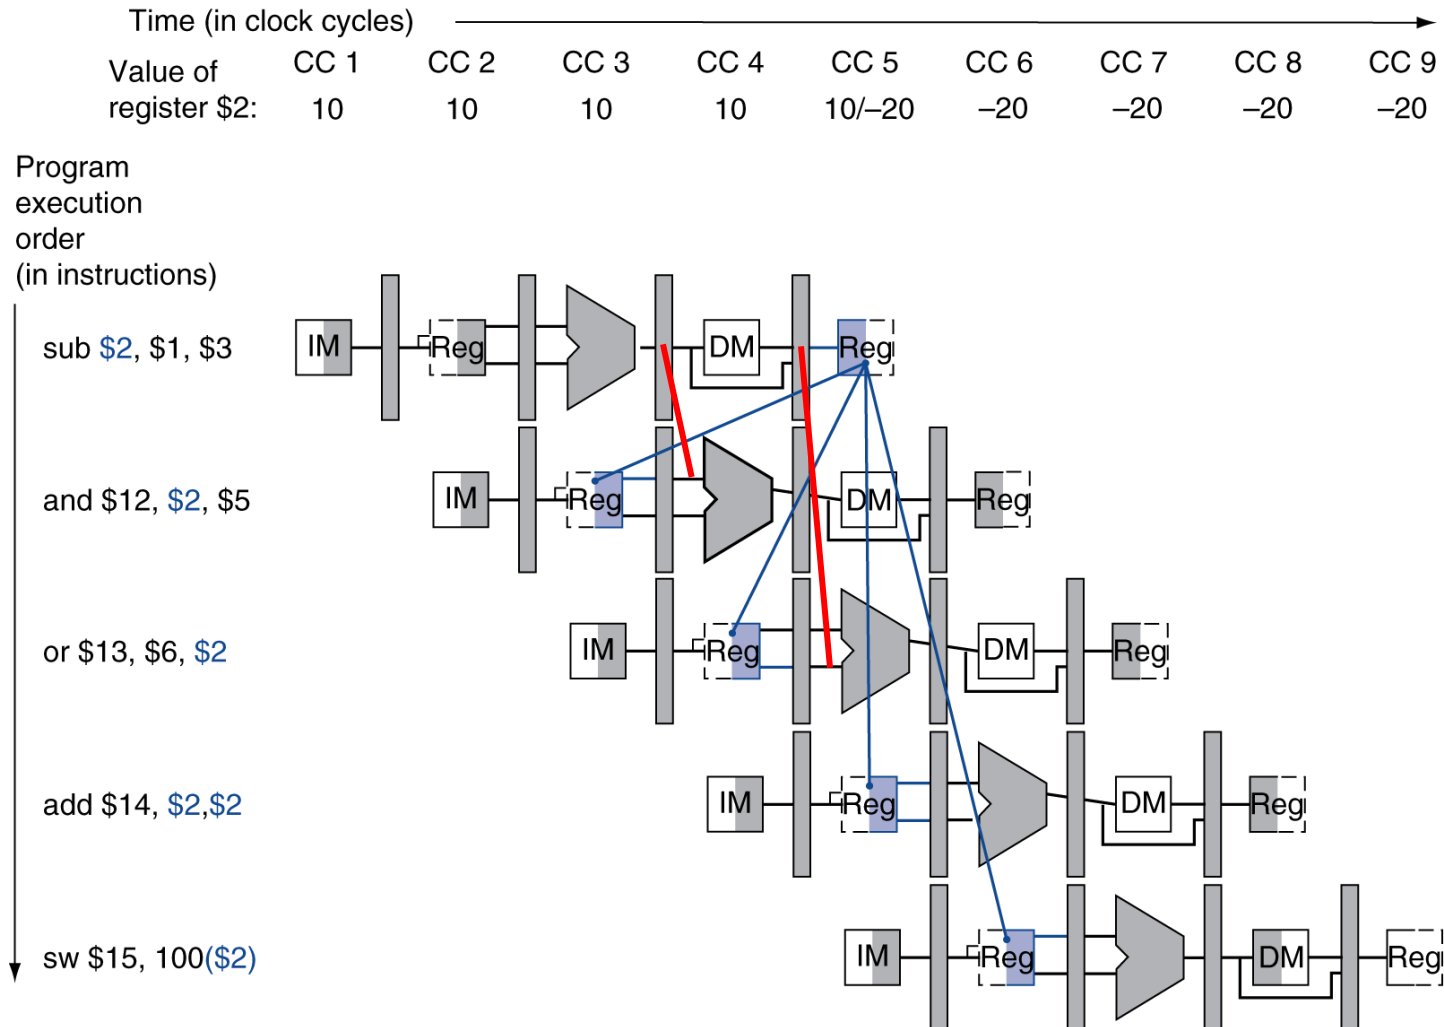 Time (in clock cycles)
Value of register $2:
CC 1 CC 2 CC 3 CC 4 CC 5 CC 6 CC 7 CC 8 CC 9
10 10 10 10 10/–20 –20 –20 –20 –20
Program
execution
order
(in instructions)
sub $2, $1, $3
IM Reg DM Reg
and $12, $2, $5
IM Reg DM Reg
or $13, $6, $2
IM Reg DM Reg
add $14, $2,$2
IM Reg DM Reg
sw $15, 100($2)
IM Reg DM Reg